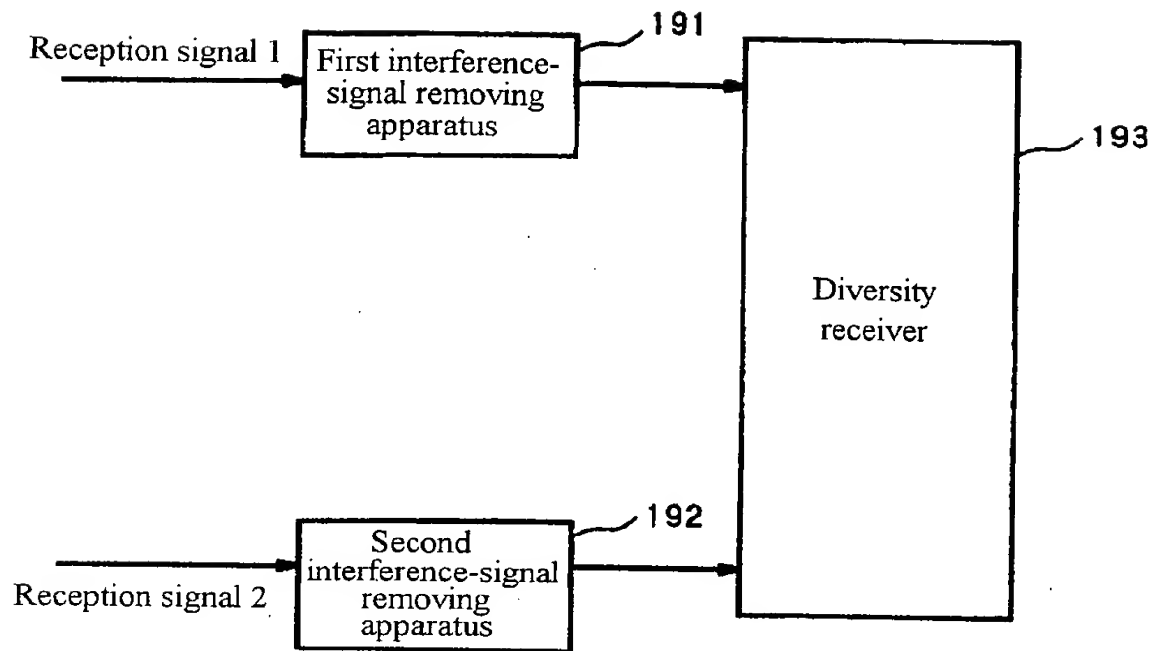 Reception signal 1
First interference-
signal removing
apparatus
191
193
Diversity
receiver
192
Second
interference-signal
removing
apparatus
Reception signal 2